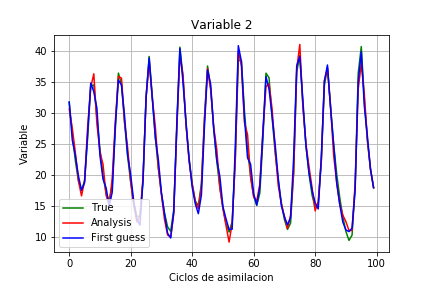 Variable 2
Variable
40
35
30
25
20
15
10
True
Analysis
First guess
0
20
40
60
80
100
Ciclos de asimilacion